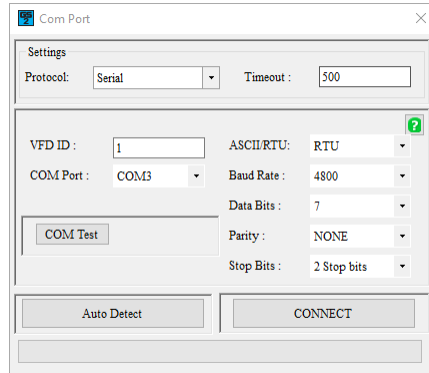 Com Port
Settings
Protocol: Serial Timeout : 500
VFD ID : 1 ASCII/RTU: RTU
COM Port : COM3 Baud Rate : 4800
Data Bits : 7
COM Test Parity : NONE
Stop Bits : 2 Stop bits
Auto Detect CONNECT